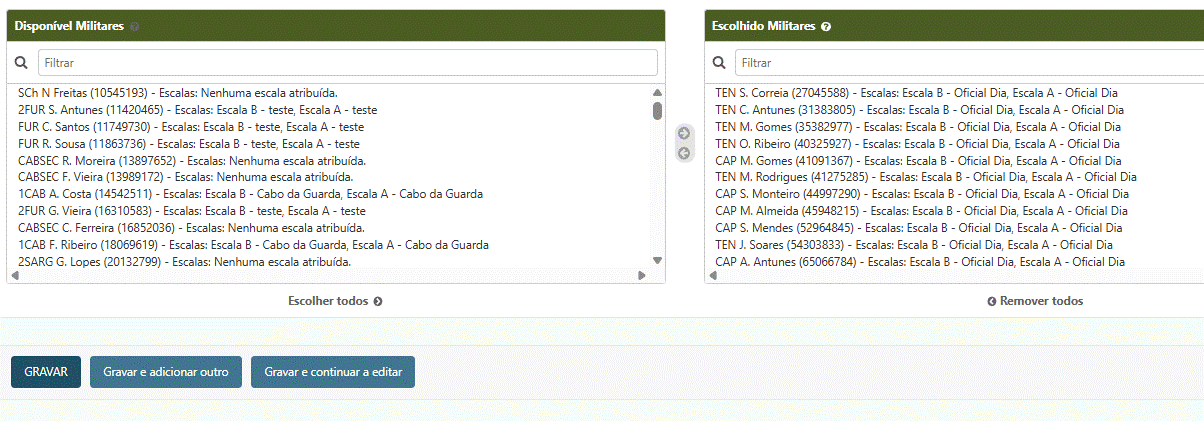 Disponível Militares
Filtrar
SCh N Freitas (10545193) - Escalas: Nenhuma escala atribuída.
2FUR S. Antunes (11420465) - Escalas: Escala B - teste, Escala A - teste
FUR C. Santos (11749730) - Escalas: Escala B - teste, Escala A - teste
FUR R. Sousa (11863736) - Escalas: Escala B - teste, Escala A - teste
CABSEC R. Moreira (13897652) - Escalas: Nenhuma escala atribuída.
CABSEC F. Vieira (13989172) - Escalas: Nenhuma escala atribuída.
1CAB A. Costa (14542511) - Escalas: Escala B - Cabo da Guarda, Escala A - Cabo da Guarda
2FUR G. Vieira (16310583) - Escalas: Escala B - teste, Escala A - teste
CABSEC C. Ferreira (16852036) - Escalas: Nenhuma escala atribuída.
1CAB F. Ribeiro (18069619) - Escalas: Escala B - Cabo da Guarda, Escala A - Cabo da Guarda
2SARG G. Lopes (20132799) - Escalas: Nenhuma escala atribuída.
Escolher todos
Escolhido Militares
Filtrar
TEN S. Correia (27045588) - Escalas: Escala B - Oficial Dia, Escala A - Oficial Dia
TEN C. Antunes (31383805) - Escalas: Escala B - Oficial Dia, Escala A - Oficial Dia
TEN M. Gomes (35382977) - Escalas: Escala B - Oficial Dia, Escala A - Oficial Dia
TEN O. Ribeiro (40325927) - Escalas: Escala B - Oficial Dia, Escala A - Oficial Dia
CAP M. Gomes (41091367) - Escalas: Escala B - Oficial Dia, Escala A - Oficial Dia
TEN M. Rodrigues (41275285) - Escalas: Escala B - Oficial Dia, Escala A - Oficial Dia
CAP S. Monteiro (44997290) - Escalas: Escala B - Oficial Dia, Escala A - Oficial Dia
CAP M. Almeida (45948215) - Escalas: Escala B - Oficial Dia, Escala A - Oficial Dia
CAP S. Mendes (52964845) - Escalas: Escala B - Oficial Dia, Escala A - Oficial Dia
TEN J. Soares (54303833) - Escalas: Escala B - Oficial Dia, Escala A - Oficial Dia
CAP A. Antunes (65066784) - Escalas: Escala B - Oficial Dia, Escala A - Oficial Dia
Remover todos
GRAVAR
Gravar e adicionar outro
Gravar e continuar a editar